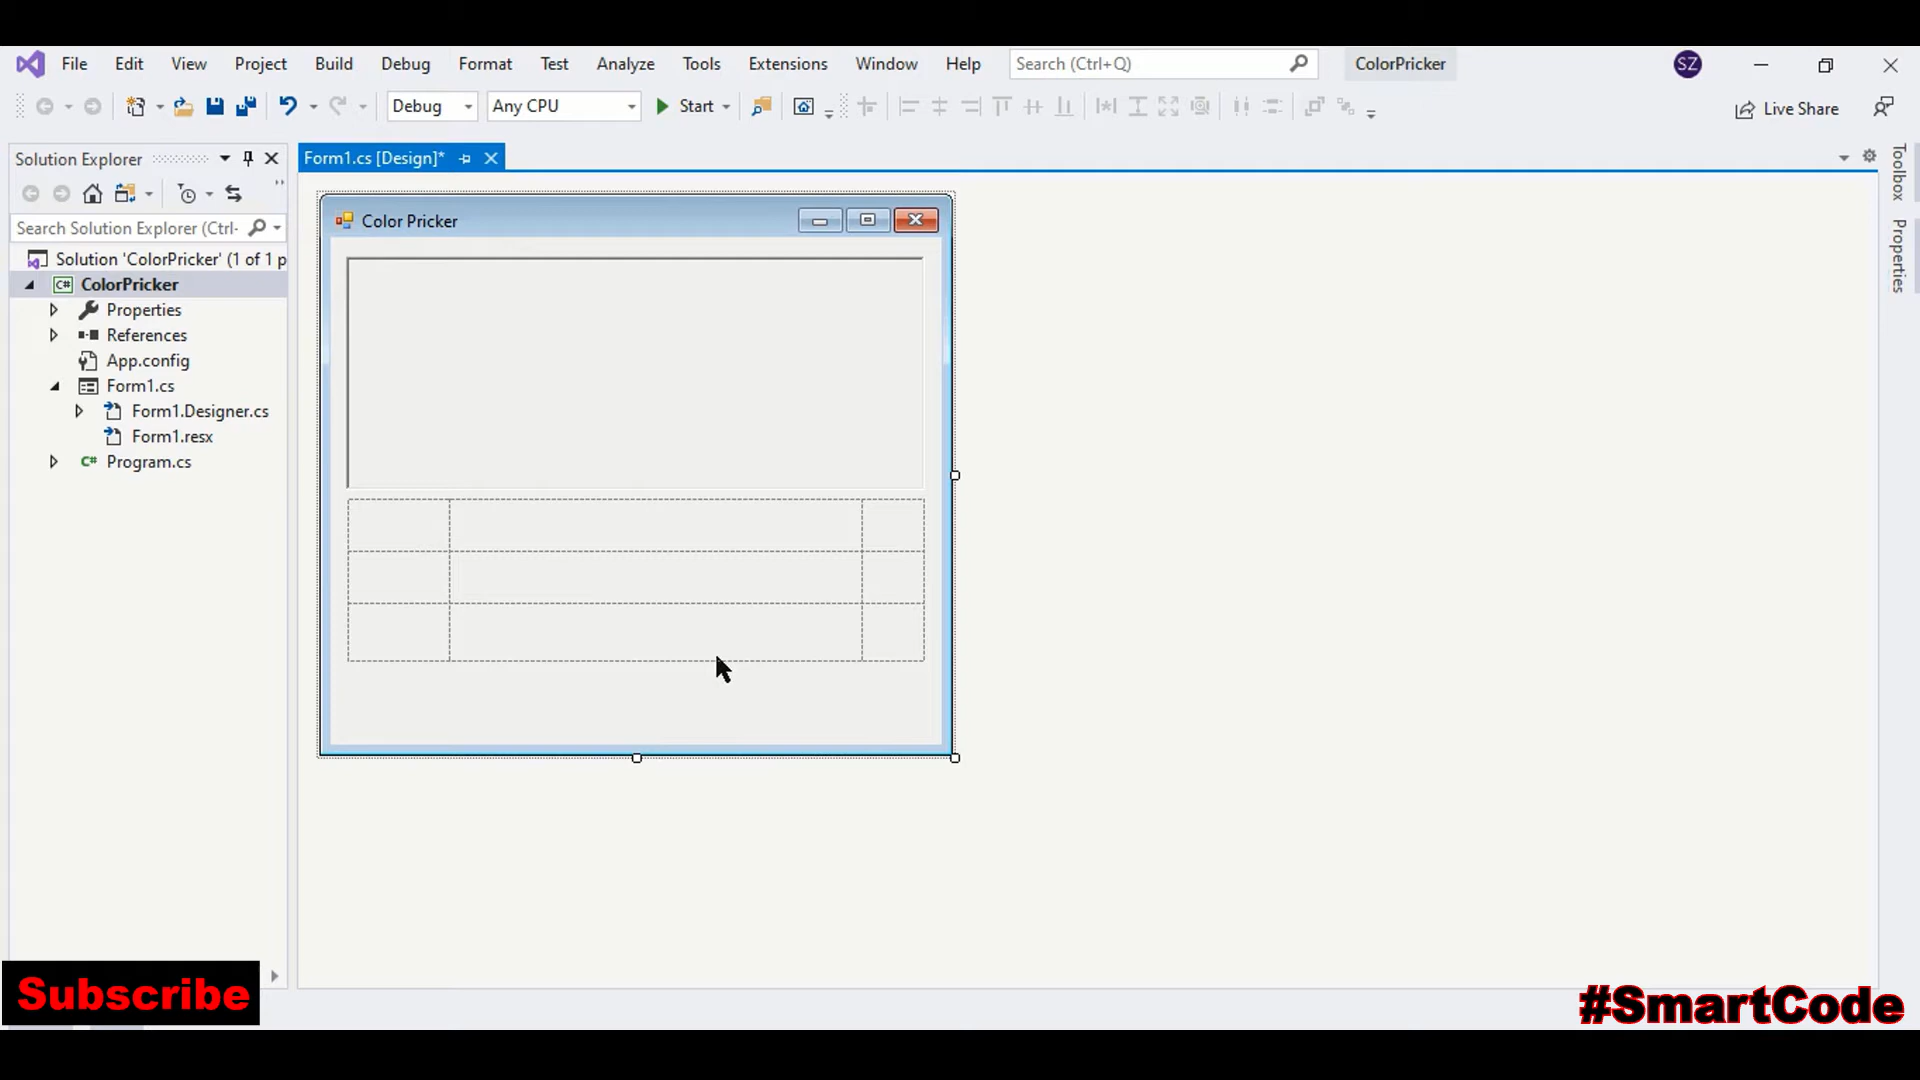 File Edit View Project Build Debug Format Test Analyze Tools Extensions Window Help Search (Ctrl+Q) ColorPricker SZ
Debug Any CPU Start Live Share
Solution Explorer
Form1.cs [Design]*
Toolbox
Properties
Search Solution Explorer (Ctrl-
Color Pricker
Solution 'ColorPricker' (1 of 1 p
C# ColorPricker
Properties
References
App.config
Form1.cs
Form1.Designer.cs
Form1.resx
C# Program.cs
Subscribe
#SmartCode